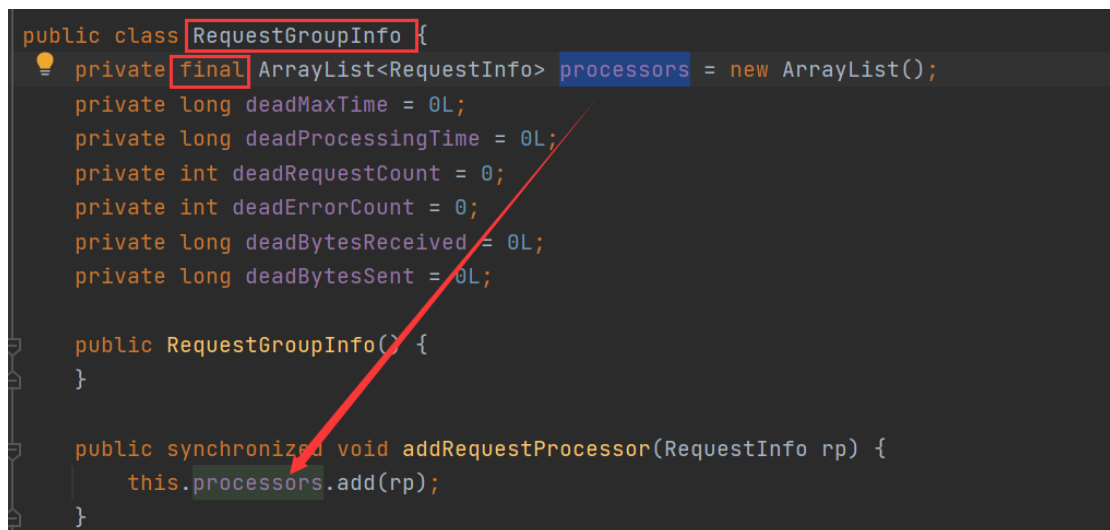 public class RequestGroupInfo {
    private final ArrayList<RequestInfo> processors = new ArrayList();
    private long deadMaxTime = 0L;
    private long deadProcessingTime = 0L;
    private int deadRequestCount = 0;
    private int deadErrorCount = 0;
    private long deadBytesReceived = 0L;
    private long deadBytesSent = 0L;
    public RequestGroupInfo() {
    }
    public synchronized void addRequestProcessor(RequestInfo rp) {
        this.processors.add(rp);
    }